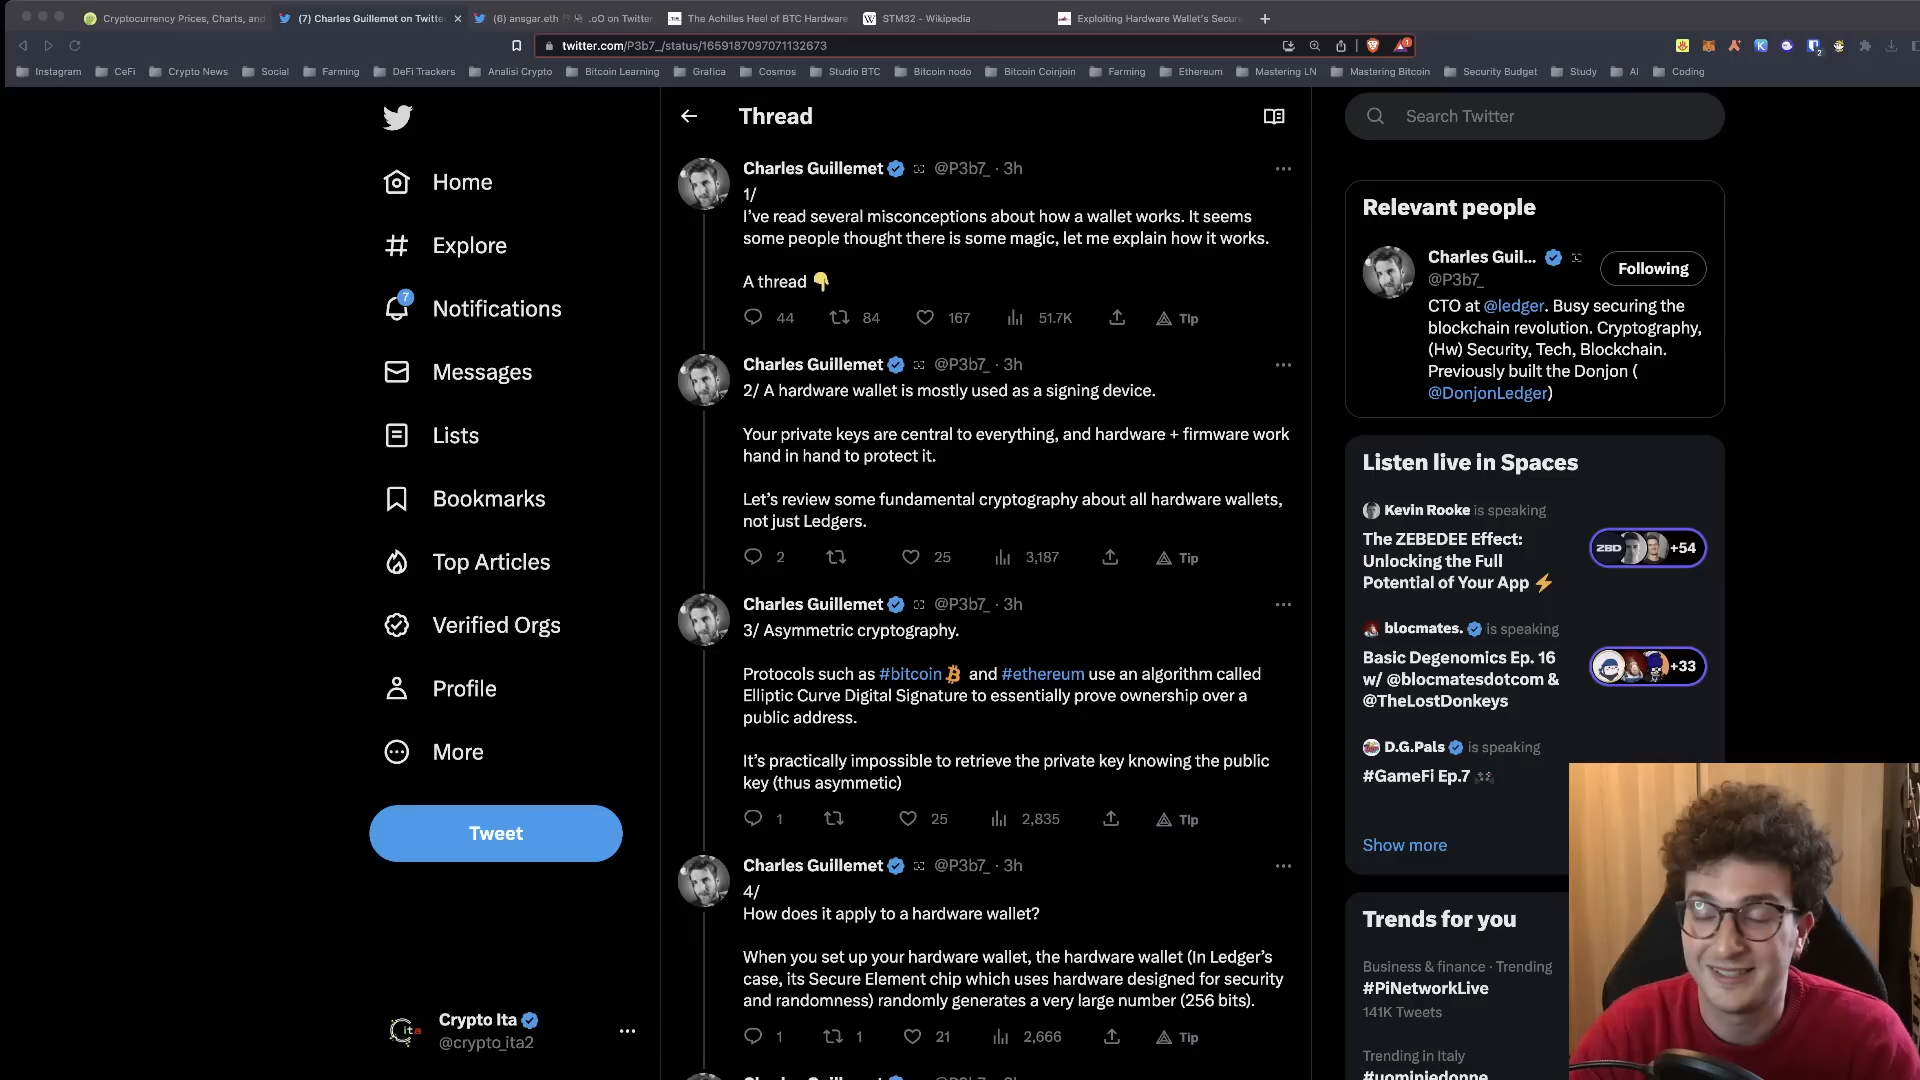 Cryptocurrency Prices, Charts, and
(7) Charles Guillemet on Twitte
(6) ansgar.eth
.oO on Twitter
The Achilles Heel of BTC Hardware
STM32 - Wikipedia
Exploiting Hardware Wallet's Secure
twitter.com/P3b7_/status/1659187097071132673
Instagram
CeFi
Crypto News
Social
Farming
DeFi Trackers
Analisi Crypto
Bitcoin Learning
Grafica
Cosmos
Studio BTC
Bitcoin nodo
Bitcoin Coinjoin
Farming
Ethereum
Mastering LN
Mastering Bitcoin
Security Budget
Study
AI
Coding
Home
Explore
7
Notifications
Messages
Lists
Bookmarks
Top Articles
Verified Orgs
Profile
More
Tweet
Crypto Ita
@crypto_ita2
Thread
Charles Guillemet @P3b7_ · 3h
1/
I've read several misconceptions about how a wallet works. It seems
some people thought there is some magic, let me explain how it works.
A thread 👇
44 84 167 51.7K Tip
Charles Guillemet @P3b7_ · 3h
2/ A hardware wallet is mostly used as a signing device.
Your private keys are central to everything, and hardware + firmware work
hand in hand to protect it.
Let's review some fundamental cryptography about all hardware wallets,
not just Ledgers.
2 25 3,187 Tip
Charles Guillemet @P3b7_ · 3h
3/ Asymmetric cryptography.
Protocols such as #bitcoin and #ethereum use an algorithm called
Elliptic Curve Digital Signature to essentially prove ownership over a
public address.
It's practically impossible to retrieve the private key knowing the public
key (thus asymmetic)
1 25 2,835 Tip
Charles Guillemet @P3b7_ · 3h
4/
How does it apply to a hardware wallet?
When you set up your hardware wallet, the hardware wallet (In Ledger's
case, its Secure Element chip which uses hardware designed for security
and randomness) randomly generates a very large number (256 bits).
1 1 21 2,666 Tip
Charles Guillemet @P3b7_ · 3h
Search Twitter
Relevant people
Charles Guil...
@P3b7_
Following
CTO at @ledger. Busy securing the
blockchain revolution. Cryptography,
(Hw) Security, Tech, Blockchain.
Previously built the Donjon (
@DonjonLedger)
Listen live in Spaces
Kevin Rooke is speaking
The ZEBEDEE Effect:
Unlocking the Full
Potential of Your App ⚡
ZBD +54
blocmates. is speaking
Basic Degenomics Ep. 16
w/ @blocmatesdotcom &
@TheLostDonkeys
+33
D.G.Pals is speaking
#GameFi Ep.7
Show more
Trends for you
Business & finance · Trending
#PiNetworkLive
141K Tweets
Trending in Italy
#uominiedonne